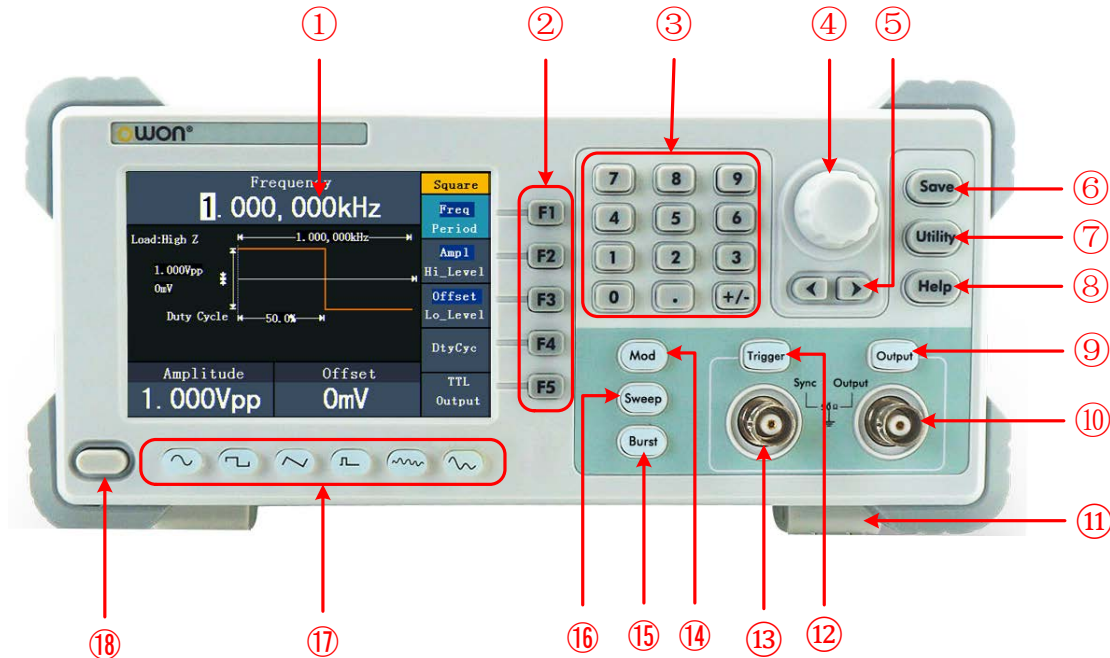 ① ② ③ ④ ⑤
OWON®
Frequency
1.000,000kHz
Square
Freq
Period
Load:High Z
1.000,000kHz
Ampl
Hi_Level
1.000Vpp
0mV
Offset
Lo_Level
Duty Cycle
50.0%
DtyCyc
Amplitude
1.000Vpp
Offset
0mV
TTL
Output
F1
F2
F3
F4
F5
7 8 9
4 5 6
1 2 3
0 . +/-
Save ⑥
Utility ⑦
Help ⑧
Mod
Trigger
Output ⑨
Sweep
Sync
Output
50Ω
⑩
Burst
⑪
⑱ ⑰ ⑯ ⑮ ⑭ ⑬ ⑫